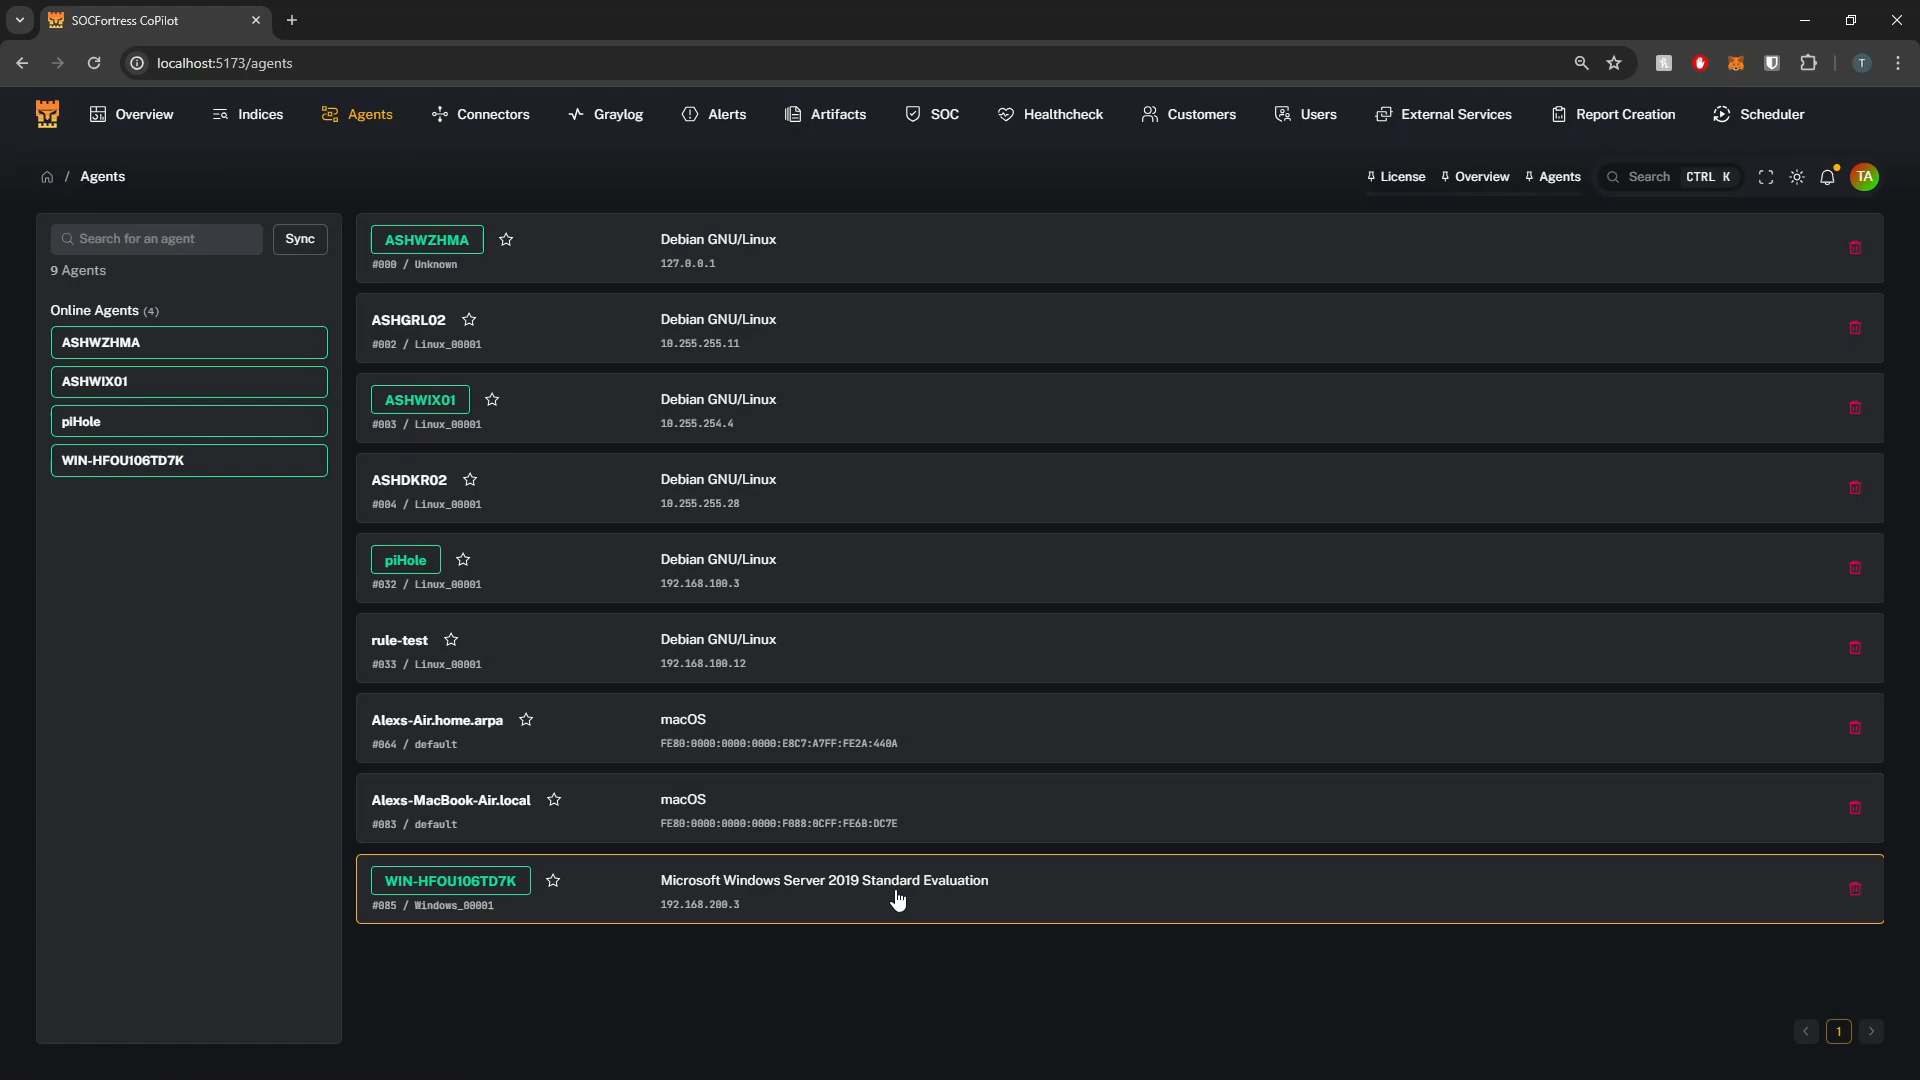 SOCFortress CoPilot
localhost:5173/agents
T
Overview
Indices
Agents
Connectors
Graylog
Alerts
Artifacts
SOC
Healthcheck
Customers
Users
External Services
Report Creation
Scheduler
/ Agents
License
Overview
Agents
Search CTRL K
TA
Search for an agent
Sync
9 Agents
Online Agents (4)
ASHWZHMA
ASHWIX01
piHole
WIN-HFOU106TD7K
ASHWZHMA
Debian GNU/Linux
#000 / Unknown
127.0.0.1
ASHGRL02
Debian GNU/Linux
#002 / Linux_00001
10.255.255.11
ASHWIX01
Debian GNU/Linux
#003 / Linux_00001
10.255.254.4
ASHDKR02
Debian GNU/Linux
#004 / Linux_00001
10.255.255.28
piHole
Debian GNU/Linux
#032 / Linux_00001
192.168.100.3
rule-test
Debian GNU/Linux
#033 / Linux_00001
192.168.100.12
Alexs-Air.home.arpa
macOS
#064 / default
FE80:0000:0000:0000:E8C7:A7FF:FE2A:440A
Alexs-MacBook-Air.local
macOS
#083 / default
FE80:0000:0000:0000:F088:0CFF:FE6B:DC7E
WIN-HFOU106TD7K
Microsoft Windows Server 2019 Standard Evaluation
#085 / Windows_00001
192.168.200.3
1